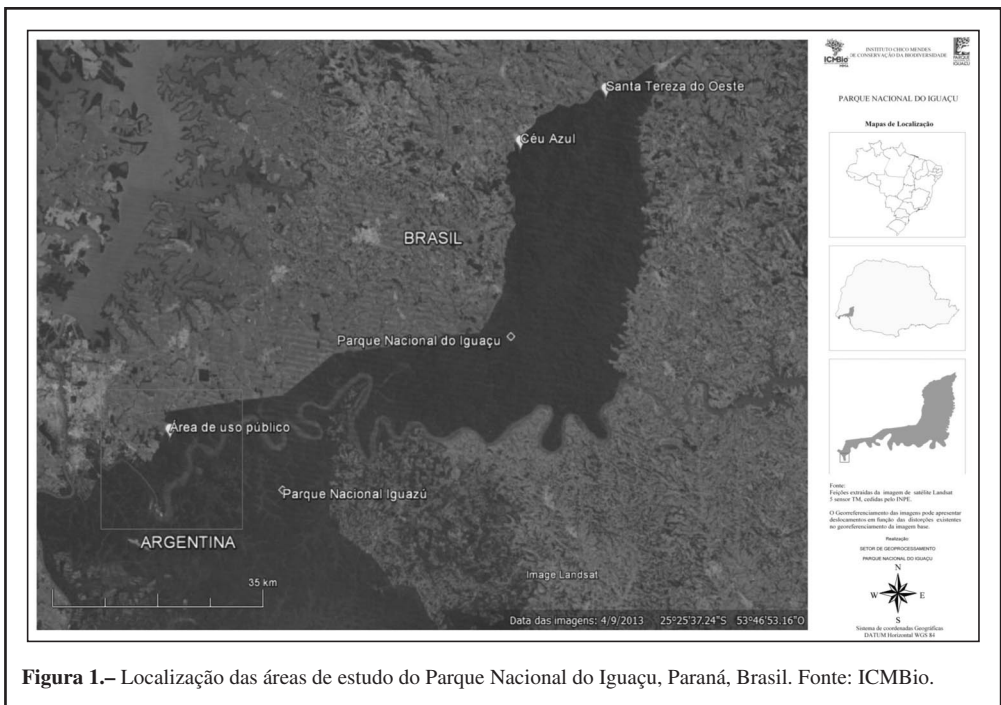 Santa Tereza do Oeste
Céu Azul
BRASIL
Parque Nacional do Iguaçu
Área de uso público
Parque Nacional Iguazú
ARGENTINA
Image Landsat
35 km
Data das imagens: 4/9/2013 25°25'37.24"S 53°46'53.16"O
ICMBio
INSTITUTO CHICO MENDES
DE CONSERVAÇÃO DA BIODIVERSIDADE
PARQUE
IGUAÇU
PARQUE NACIONAL DO IGUAÇU
Mapas de Localização
Fonte:
Feições extraídas da imagem de satélite Landsat
5 sensor TM, cedidas pelo INPE.
O Georreferenciamento das imagens pode apresentar
deslocamentos em função das distorções existentes
no georeferenciamento da imagem base.
Realização
SETOR DE GEOPROCESSAMENTO
PARQUE NACIONAL DO IGUAÇU
N
W E
S
Sistema de coordenadas Geográficas
DATUM Horizontal WGS 84
Figura 1.– Localização das áreas de estudo do Parque Nacional do Iguaçu, Paraná, Brasil. Fonte: ICMBio.